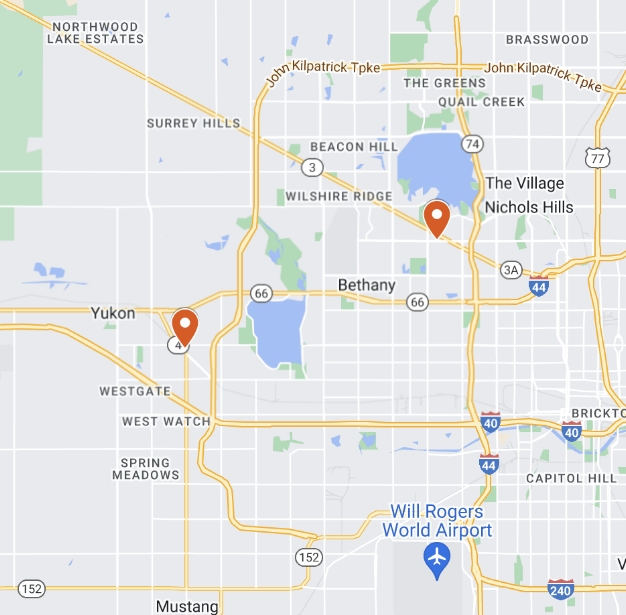 NORTHWOOD
LAKE ESTATES
BRASSWOOD
John Kilpatrick Tpke
John Kilpatrick Tpke
THE GREENS
QUAIL CREEK
SURREY HILLS
74
BEACON HILL
77
3
The Village
WILSHIRE RIDGE
Nichols Hills
3A
44
Bethany
66
66
Yukon
4
WESTGATE
WEST WATCH
40
BRICKTO
40
44
SPRING
MEADOWS
CAPITOL HILL
Will Rogers
World Airport
152
V
152
240
Mustang